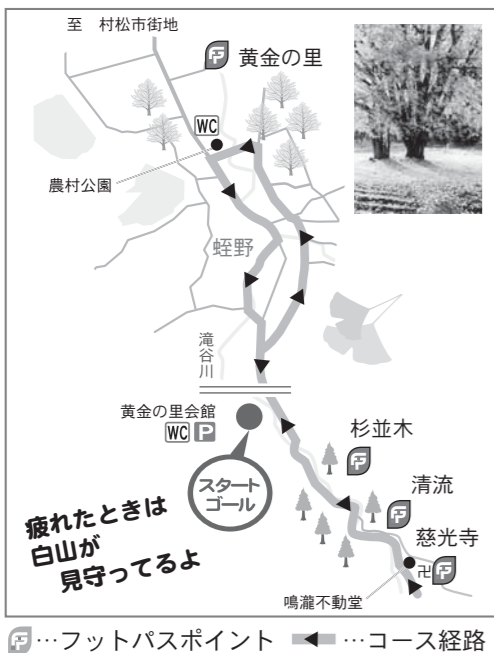 至 村松市街地
黄金の里
WC
農村公園
蛭野
滝谷川
黄金の里会館
WC P
スタート
ゴール
杉並木
清流
慈光寺
卍
鳴瀧不動堂
疲れたときは
白山が
見守ってるよ
…フットパスポイント …コース経路